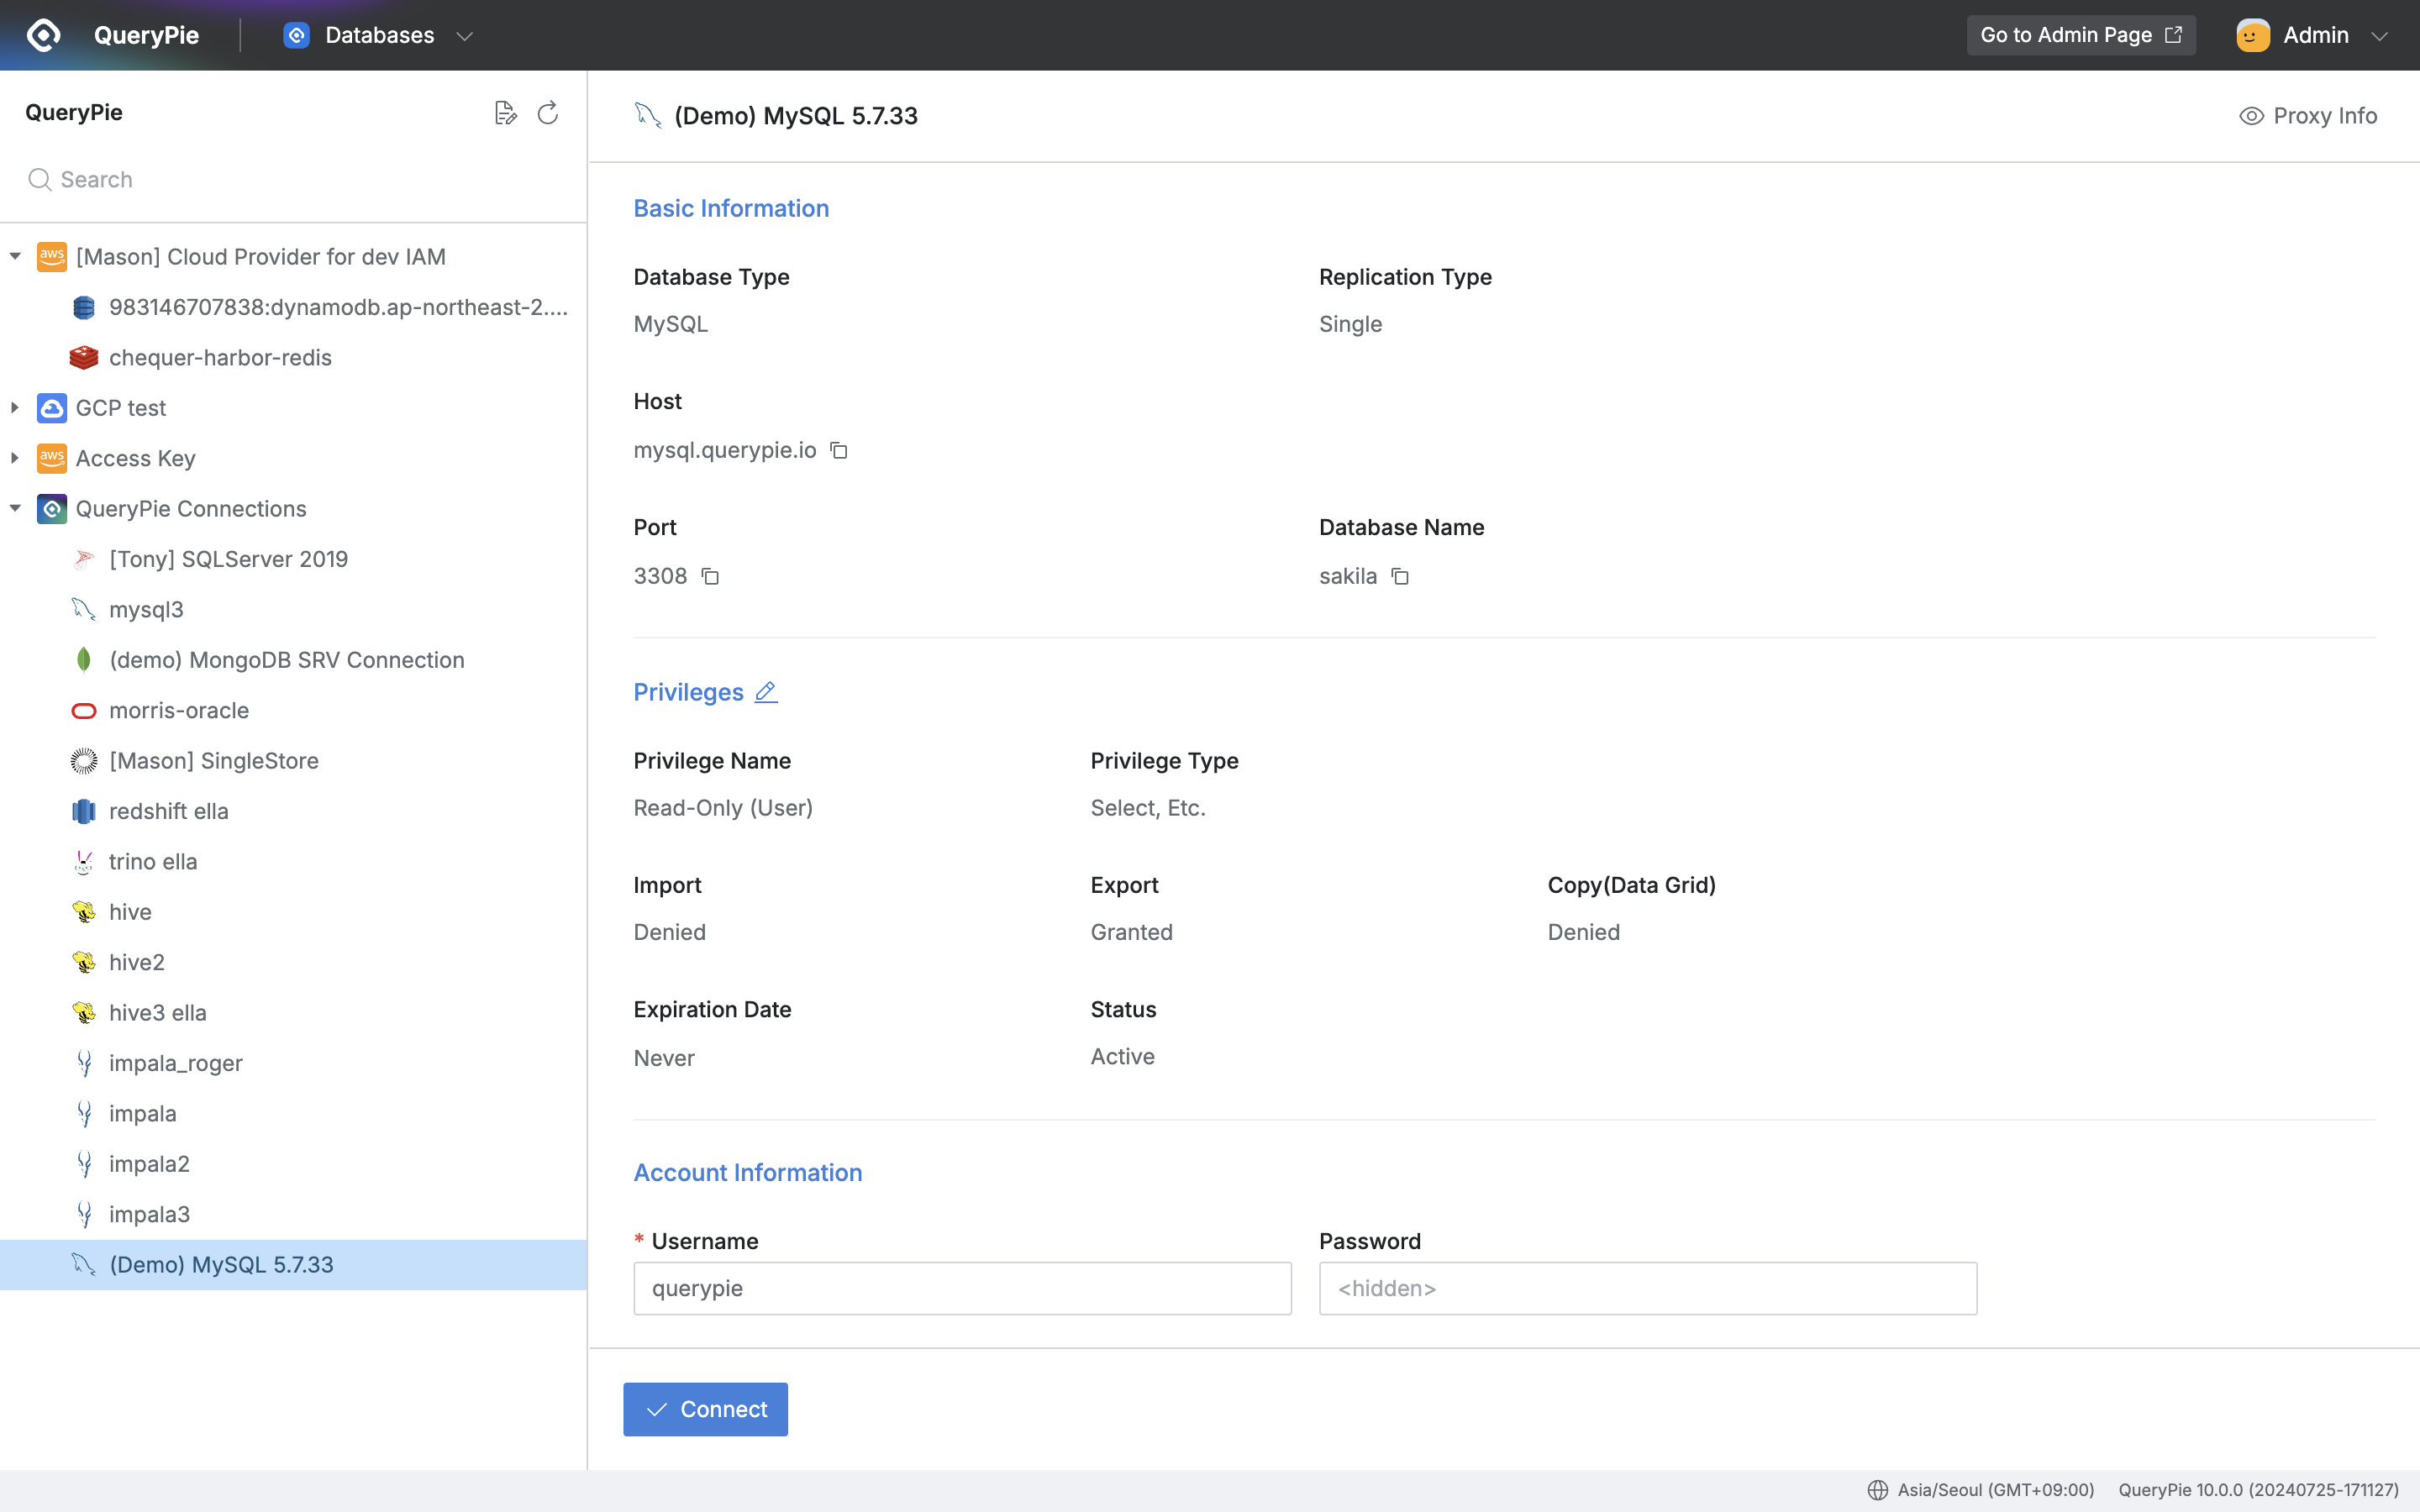 QueryPie
Databases
Go to Admin Page
Admin
QueryPie
Search
aws [Mason] Cloud Provider for dev IAM
983146707838:dynamodb.ap-northeast-2....
chequer-harbor-redis
GCP test
aws Access Key
QueryPie Connections
[Tony] SQLServer 2019
mysql3
(demo) MongoDB SRV Connection
morris-oracle
[Mason] SingleStore
redshift ella
trino ella
hive
hive2
hive3 ella
impala_roger
impala
impala2
impala3
(Demo) MySQL 5.7.33
(Demo) MySQL 5.7.33
Proxy Info
Basic Information
Database Type
Replication Type
MySQL
Single
Host
mysql.querypie.io
Port
Database Name
3308
sakila
Privileges
Privilege Name
Privilege Type
Read-Only (User)
Select, Etc.
Import
Export
Copy(Data Grid)
Denied
Granted
Denied
Expiration Date
Status
Never
Active
Account Information
* Username
Password
querypie
<hidden>
Connect
Asia/Seoul (GMT+09:00)
QueryPie 10.0.0 (20240725-171127)